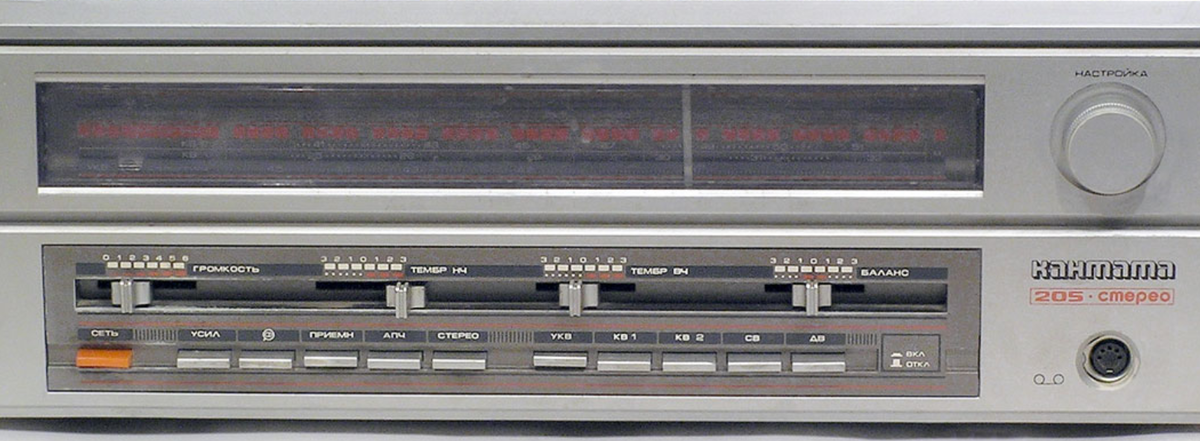 НАСТРОЙКА
0 1 2 3 4 5 6 ГРОМКОСТЬ
3 2 1 0 1 2 3 ТЕМБР НЧ
3 2 1 0 1 2 3 ТЕМБР ВЧ
3 2 1 0 1 2 3 БАЛАНС
кантата
205 · стерео
СЕТЬ УСИЛ ПРИЕМН АПЧ СТЕРЕО УКВ КВ 1 КВ 2 СВ ДВ
ВКЛ
ОТКЛ